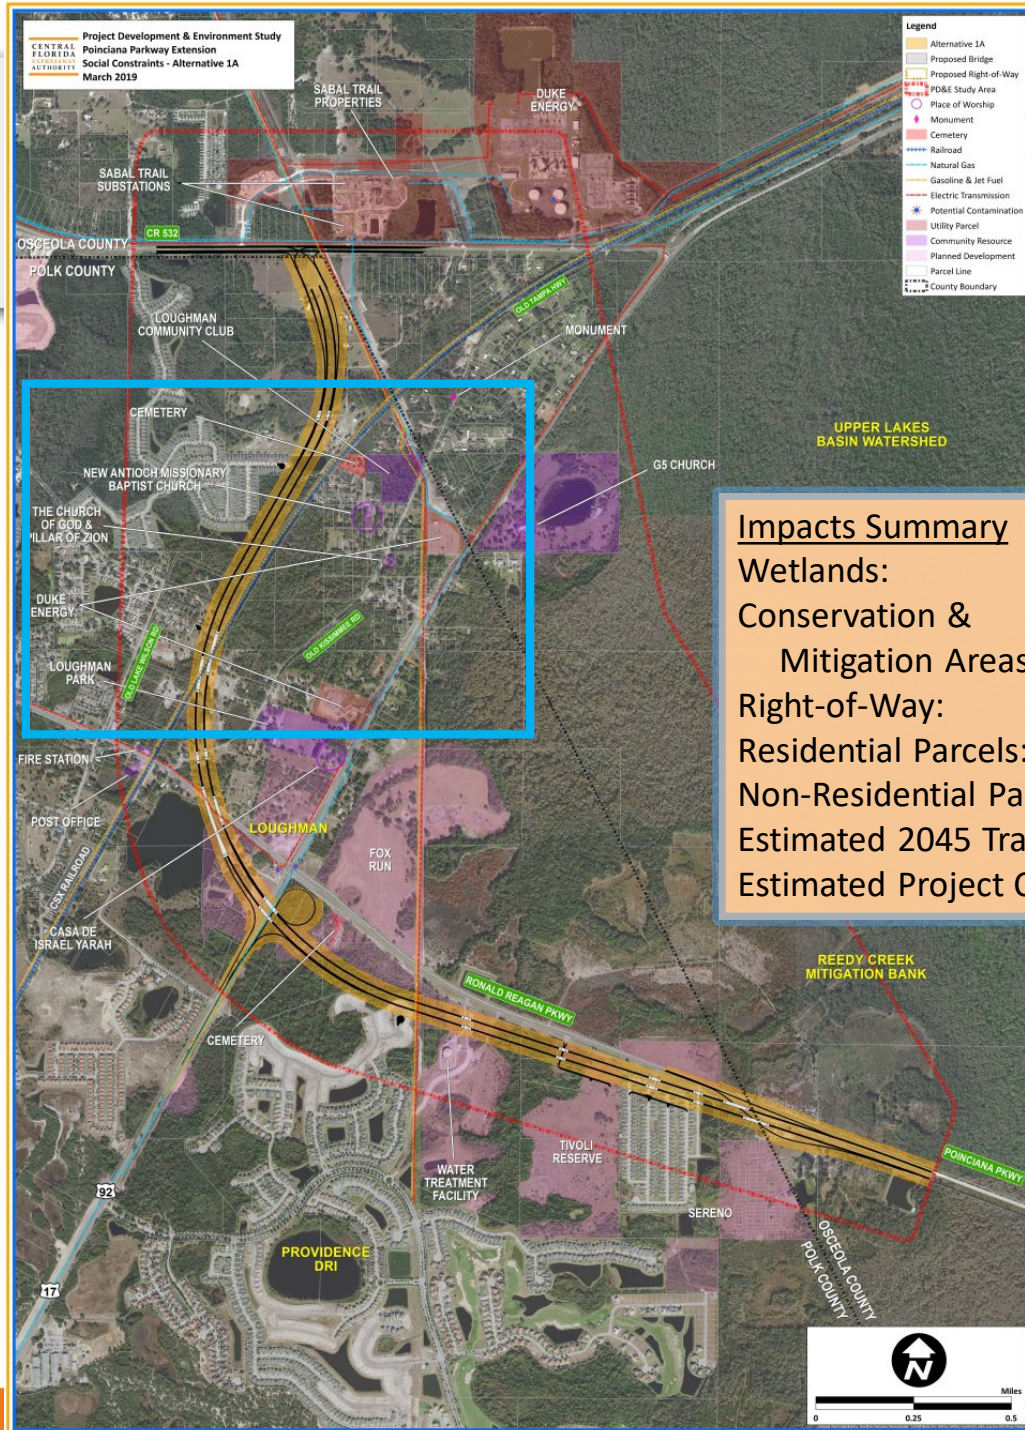 CENTRAL
FLORIDA
EXPRESSWAY
AUTHORITY
Project Development & Environment Study
Poinciana Parkway Extension
Social Constraints - Alternative 1A
March 2019
Legend
Alternative 1A
Proposed Bridge
Proposed Right-of-Way
PD&E Study Area
Place of Worship
Monument
Cemetery
Railroad
Natural Gas
Gasoline & Jet Fuel
Electric Transmission
Potential Contamination
Utility Parcel
Community Resource
Planned Development
Parcel Line
County Boundary
SABAL TRAIL
PROPERTIES
DUKE
ENERGY
SABAL TRAIL
SUBSTATIONS
CR 532
OSCEOLA COUNTY
POLK COUNTY
OLD TAMPA HWY
LOUGHMAN
COMMUNITY CLUB
MONUMENT
CEMETERY
UPPER LAKES
BASIN WATERSHED
G5 CHURCH
NEW ANTIOCH MISSIONARY
BAPTIST CHURCH
THE CHURCH
OF GOD &
PILLAR OF ZION
DUKE
ENERGY
OLD LAKE WILSON RD
OLD KISSIMMEE RD
LOUGHMAN
PARK
Impacts Summary
Wetlands:
Conservation &
Mitigation Areas
Right-of-Way:
Residential Parcels:
Non-Residential Pa
Estimated 2045 Tra
Estimated Project C
FIRE STATION
POST OFFICE
LOUGHMAN
FOX
RUN
CSX RAILROAD
CASA DE
ISRAEL YARAH
REEDY CREEK
MITIGATION BANK
RONALD REAGAN PKWY
CEMETERY
WATER
TREATMENT
FACILITY
TIVOLI
RESERVE
SERENO
POINCIANA PKWY
92
17
PROVIDENCE
DRI
OSCEOLA COUNTY
POLK COUNTY
N
Miles
0 0.25 0.5